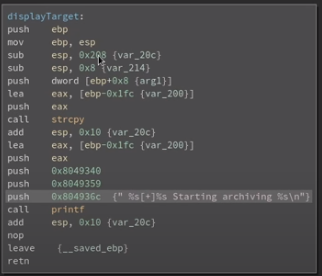 displayTarget:
push ebp
mov ebp, esp
sub esp, 0x208 {var_20c}
sub esp, 0x8 {var_214}
push dword [ebp+0x8 {arg1}]
lea eax, [ebp-0x1fc {var_200}]
push eax
call strcpy
add esp, 0x10 {var_20c}
lea eax, [ebp-0x1fc {var_200}]
push eax
push 0x8049340
push 0x8049359
push 0x804936c {" %s[+]%s Starting archiving %s\n"}
call printf
add esp, 0x10 {var_20c}
nop
leave {__saved_ebp}
retn